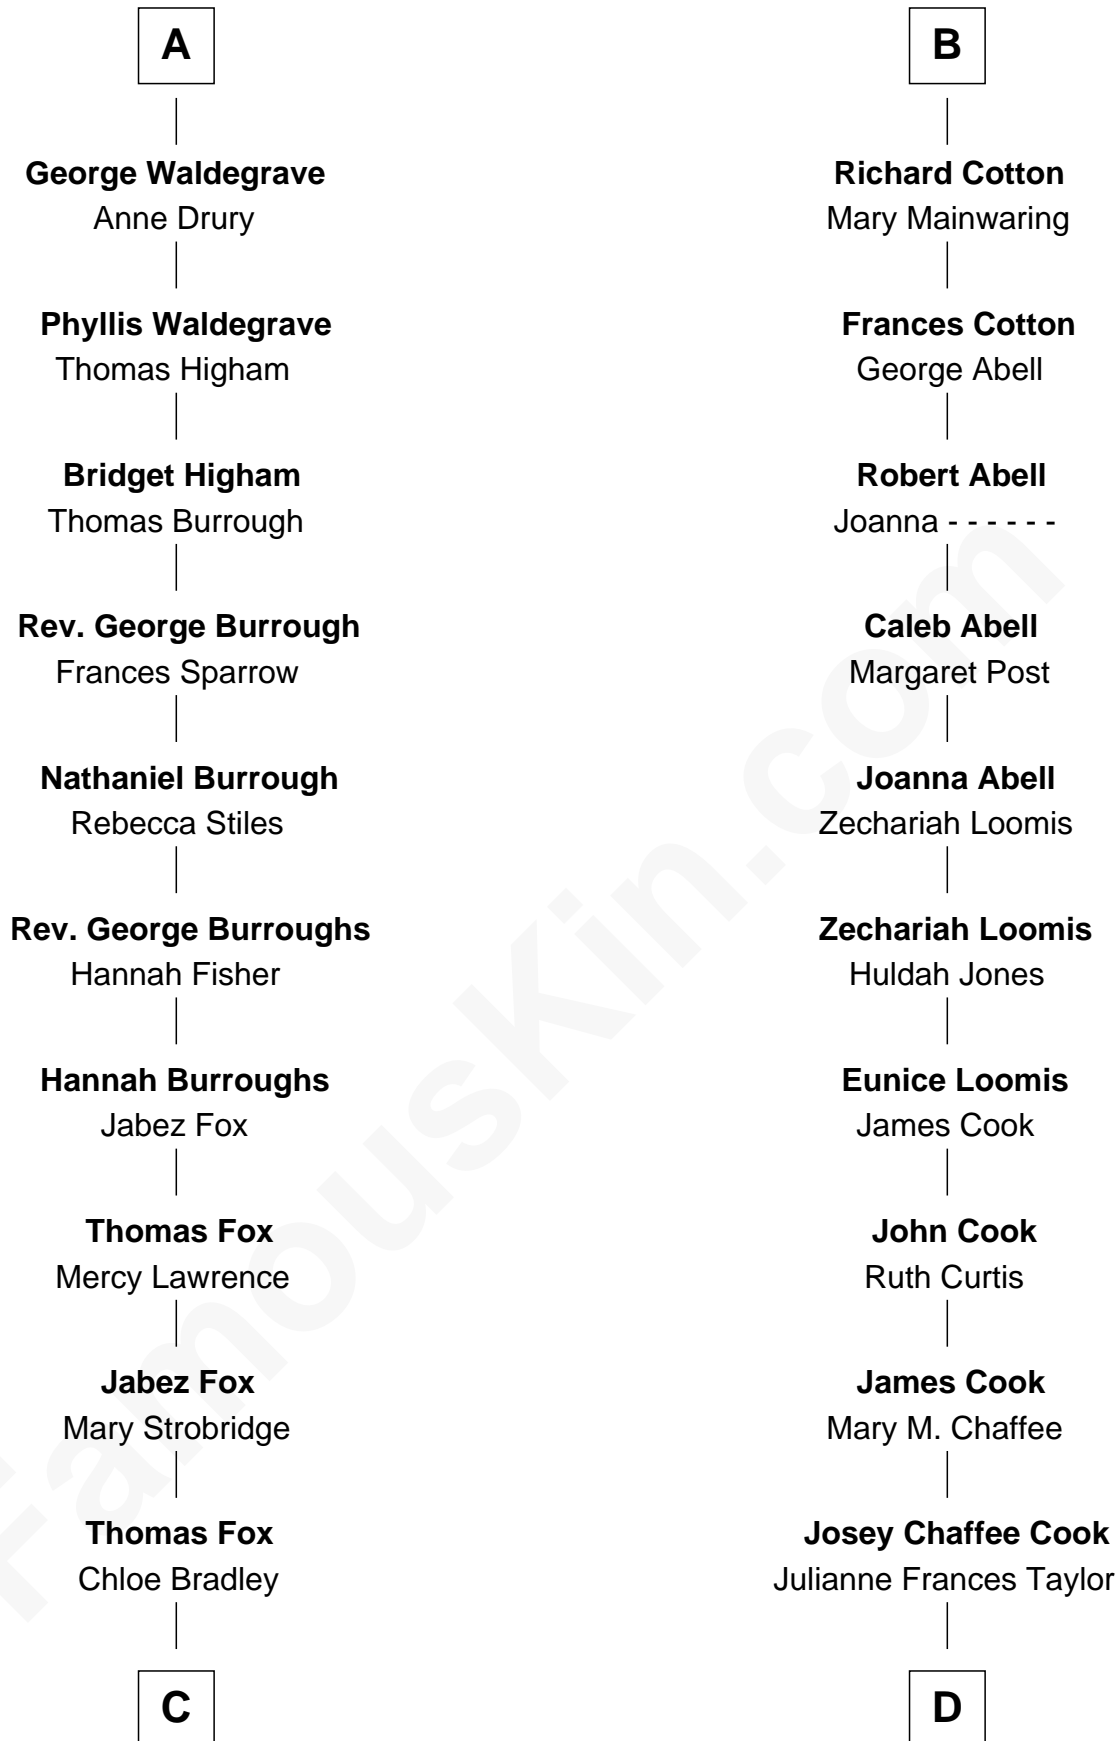 A
George Waldegrave
Anne Drury
Phyllis Waldegrave
Thomas Higham
Bridget Higham
Thomas Burrough
Rev. George Burrough
Frances Sparrow
Nathaniel Burrough
Rebecca Stiles
Rev. George Burroughs
Hannah Fisher
Hannah Burroughs
Jabez Fox
Thomas Fox
Mercy Lawrence
Jabez Fox
Mary Strobridge
Thomas Fox
Chloe Bradley
C
B
Richard Cotton
Mary Mainwaring
Frances Cotton
George Abell
Robert Abell
Joanna - - - - - -
Caleb Abell
Margaret Post
Joanna Abell
Zechariah Loomis
Zechariah Loomis
Huldah Jones
Eunice Loomis
James Cook
John Cook
Ruth Curtis
James Cook
Mary M. Chaffee
Josey Chaffee Cook
Julianne Frances Taylor
D
FamousKin.com